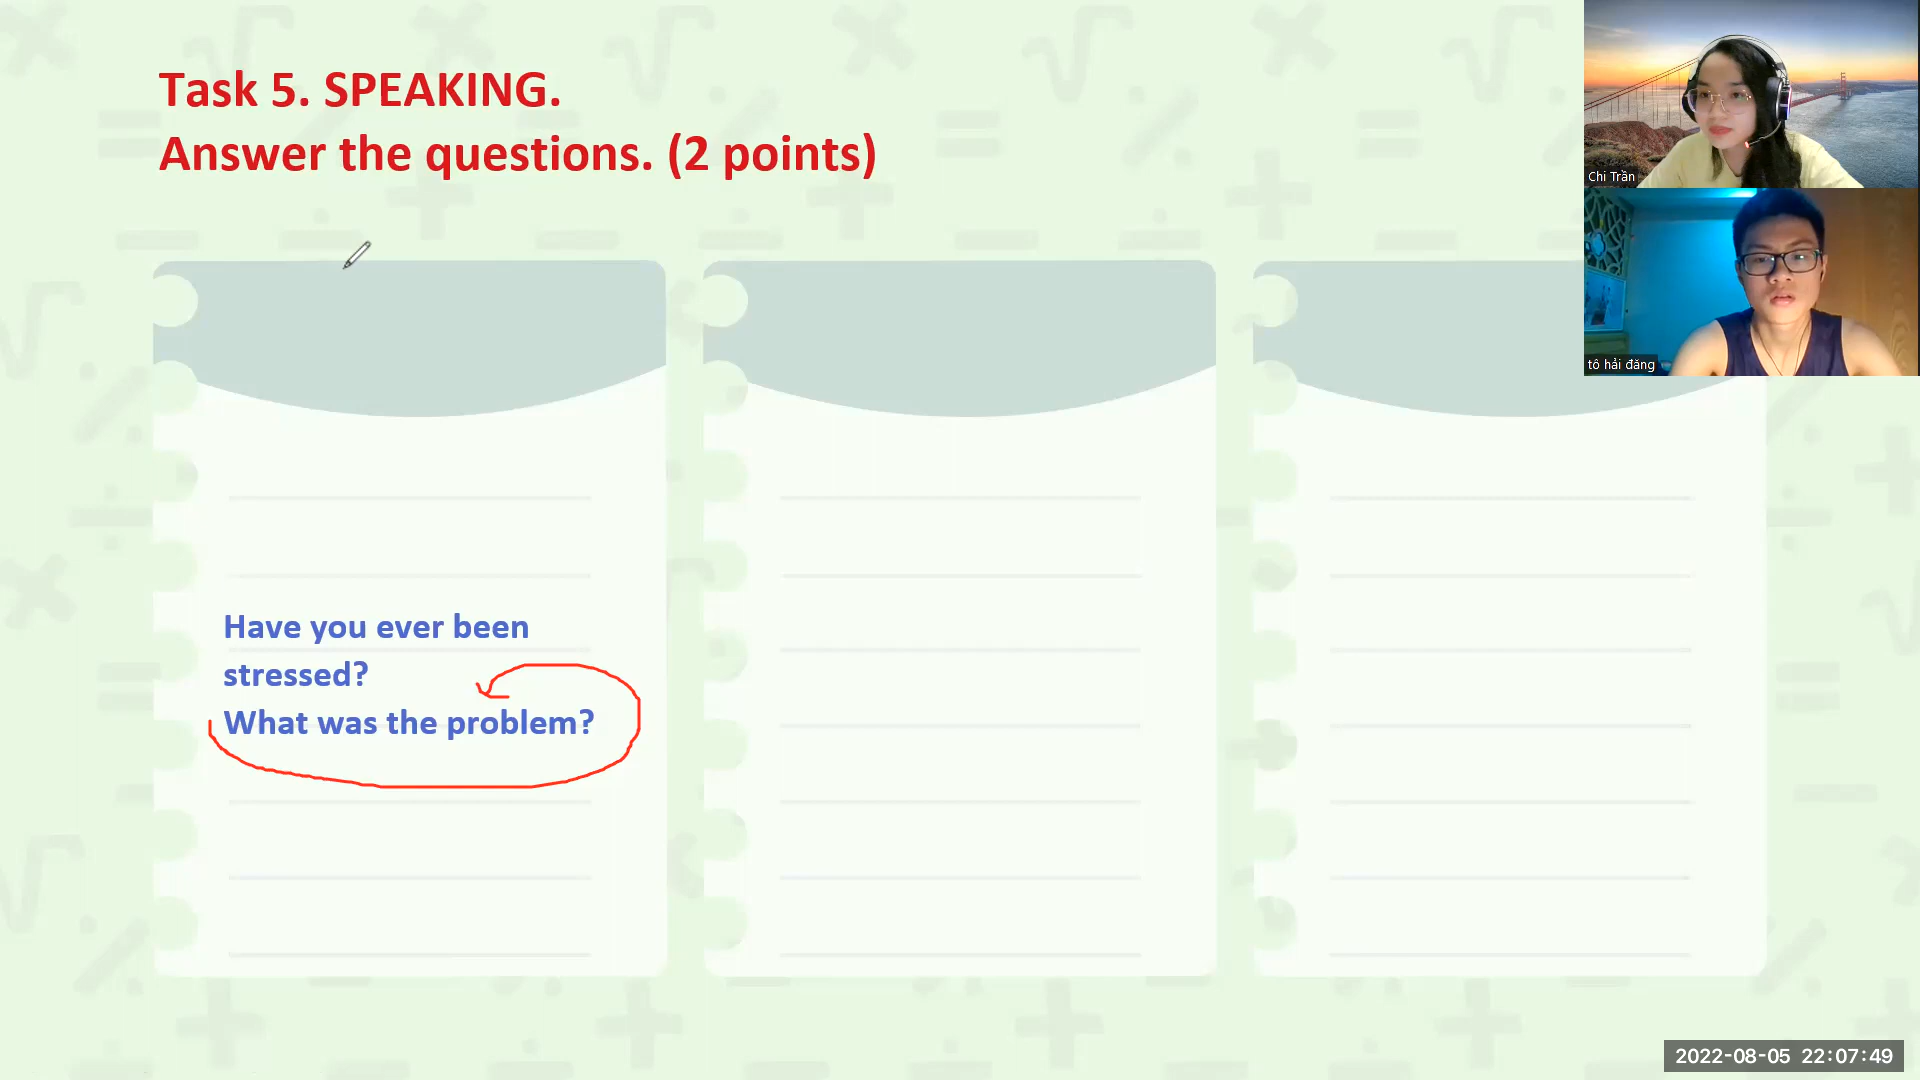 Task 5. SPEAKING.
Answer the questions. (2 points)
Chi Trần
tô hải đăng
Have you ever been
stressed?
What was the problem?
2022-08-05 22:07:49